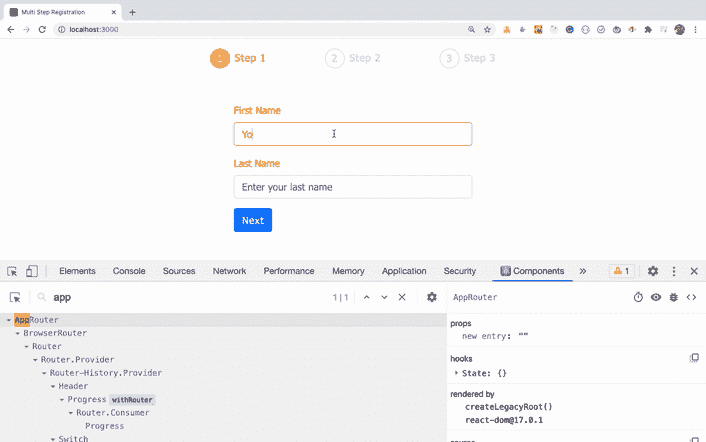 Multi Step Registration
localhost:3000
1 Step 1 2 Step 2 3 Step 3
First Name
Yo
Last Name
Enter your last name
Next
Elements Console Sources Network Performance Memory Application Security Components 1
app 1 | 1
AppRouter
BrowserRouter
Router
Router.Provider
Router-History.Provider
Header
Progress withRouter
Router.Consumer
Progress
Switch
AppRouter
props
new entry: ""
hooks
State: {}
rendered by
createLegacyRoot()
react-dom@17.0.1